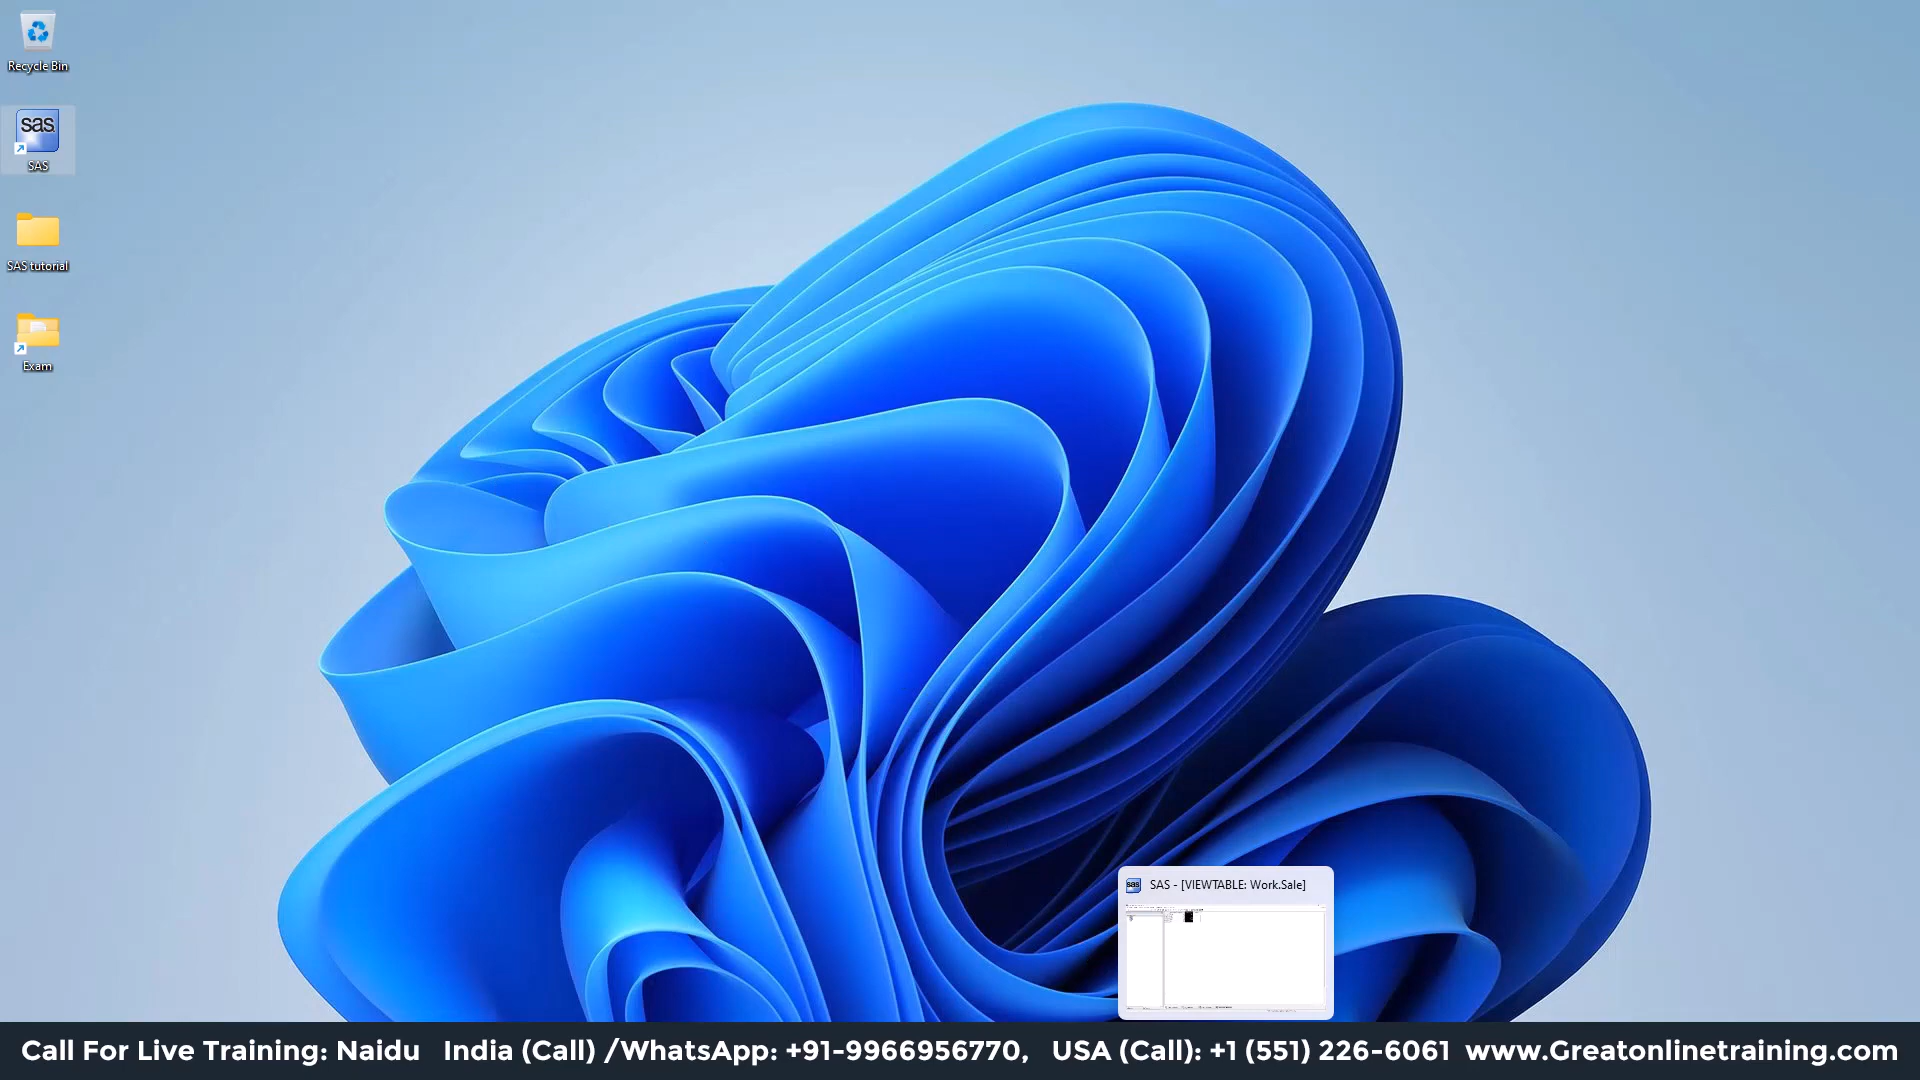 Recycle Bin
sas
SAS
SAS tutorial
Exam
sas SAS - [VIEWTABLE: Work.Sale]
Call For Live Training: Naidu India (Call) /WhatsApp: +91-9966956770, USA (Call): +1 (551) 226-6061 www.Greatonlinetraining.com